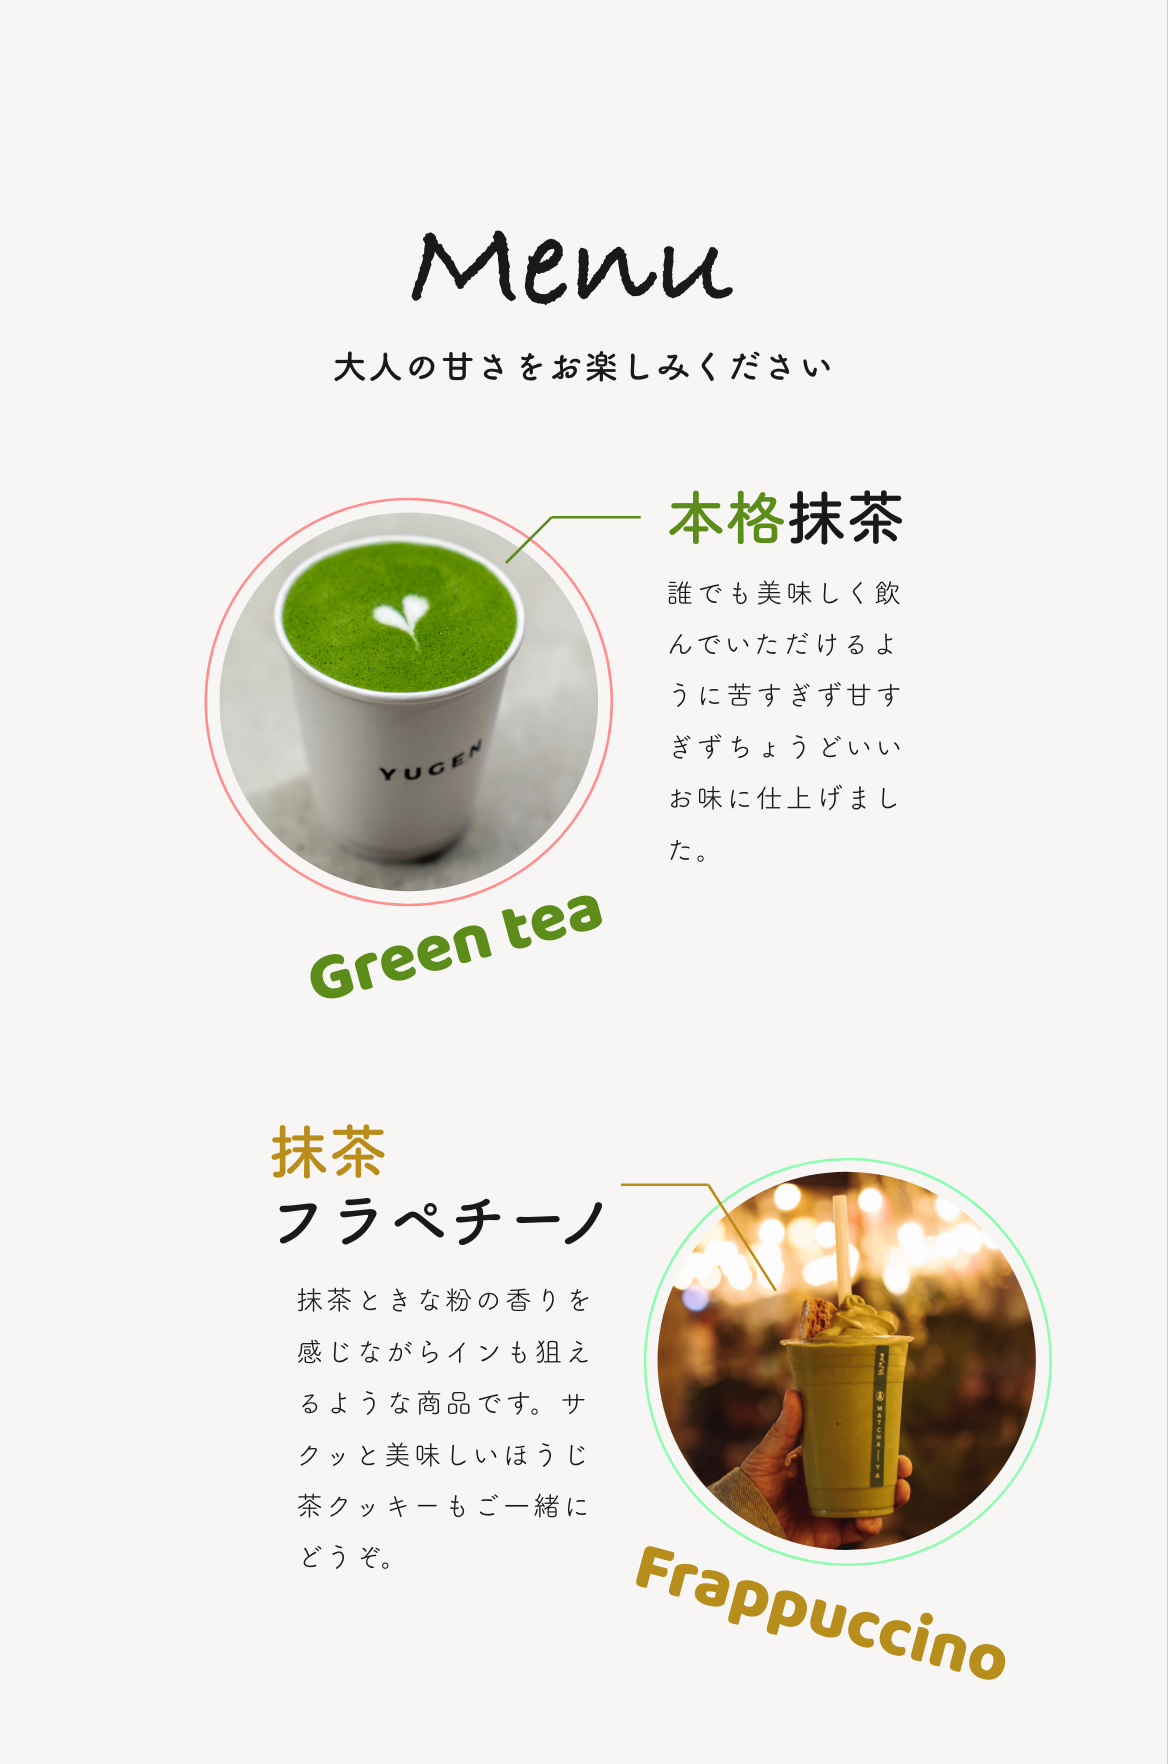 Menu
大人の甘さをお楽しみください
本格抹茶
誰でも美味しく飲
んでいただけるよ
うに苦すぎず甘す
ぎずちょうどいい
お味に仕上げまし
た。
YUGEN
Green tea
抹茶
フラペチーノ
抹茶ときな粉の香りを
感じながらインも狙え
るような商品です。サ
クッと美味しいほうじ
茶クッキーもご一緒に
どうぞ。
MATCHA
YA
Frappuccino